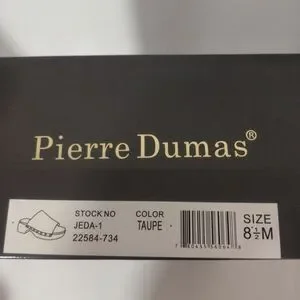 Pierre Dumas®
STOCK NO
JEDA-1
22584-734
COLOR
TAUPE
SIZE
8½M